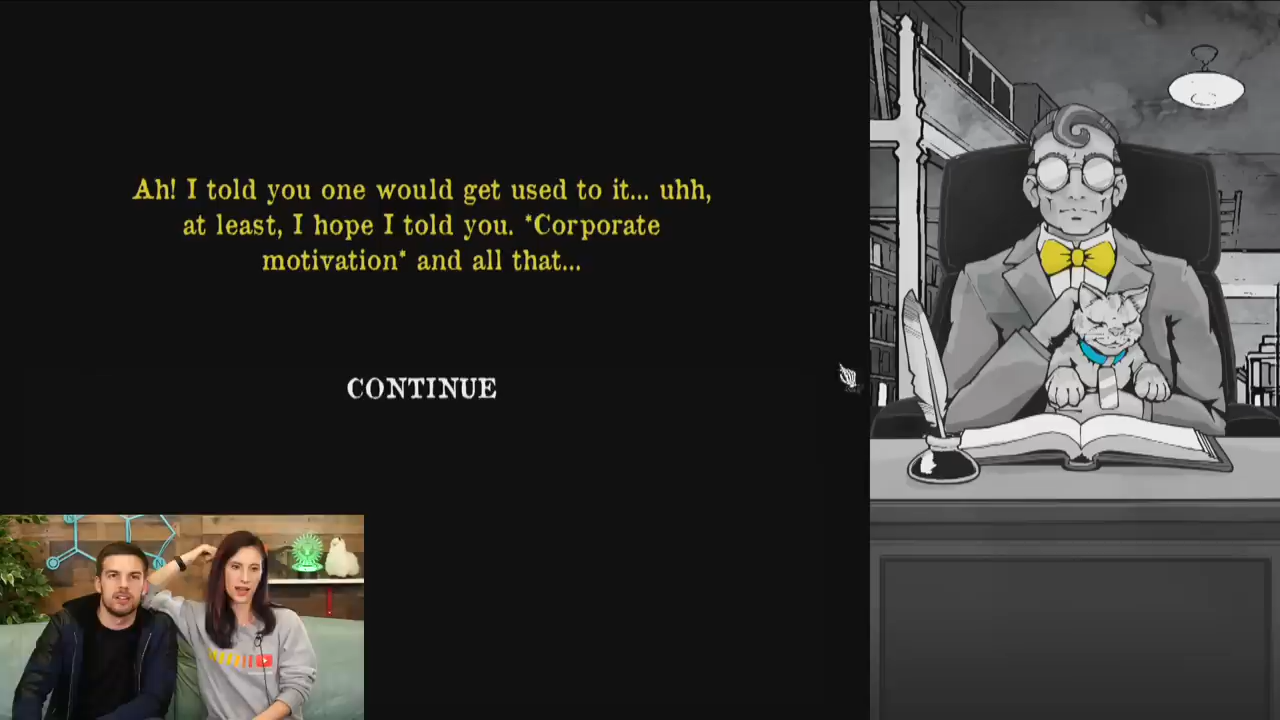 Ah! I told you one would get used to it... uhh,
at least, I hope I told you. *Corporate
motivation* and all that...
CONTINUE